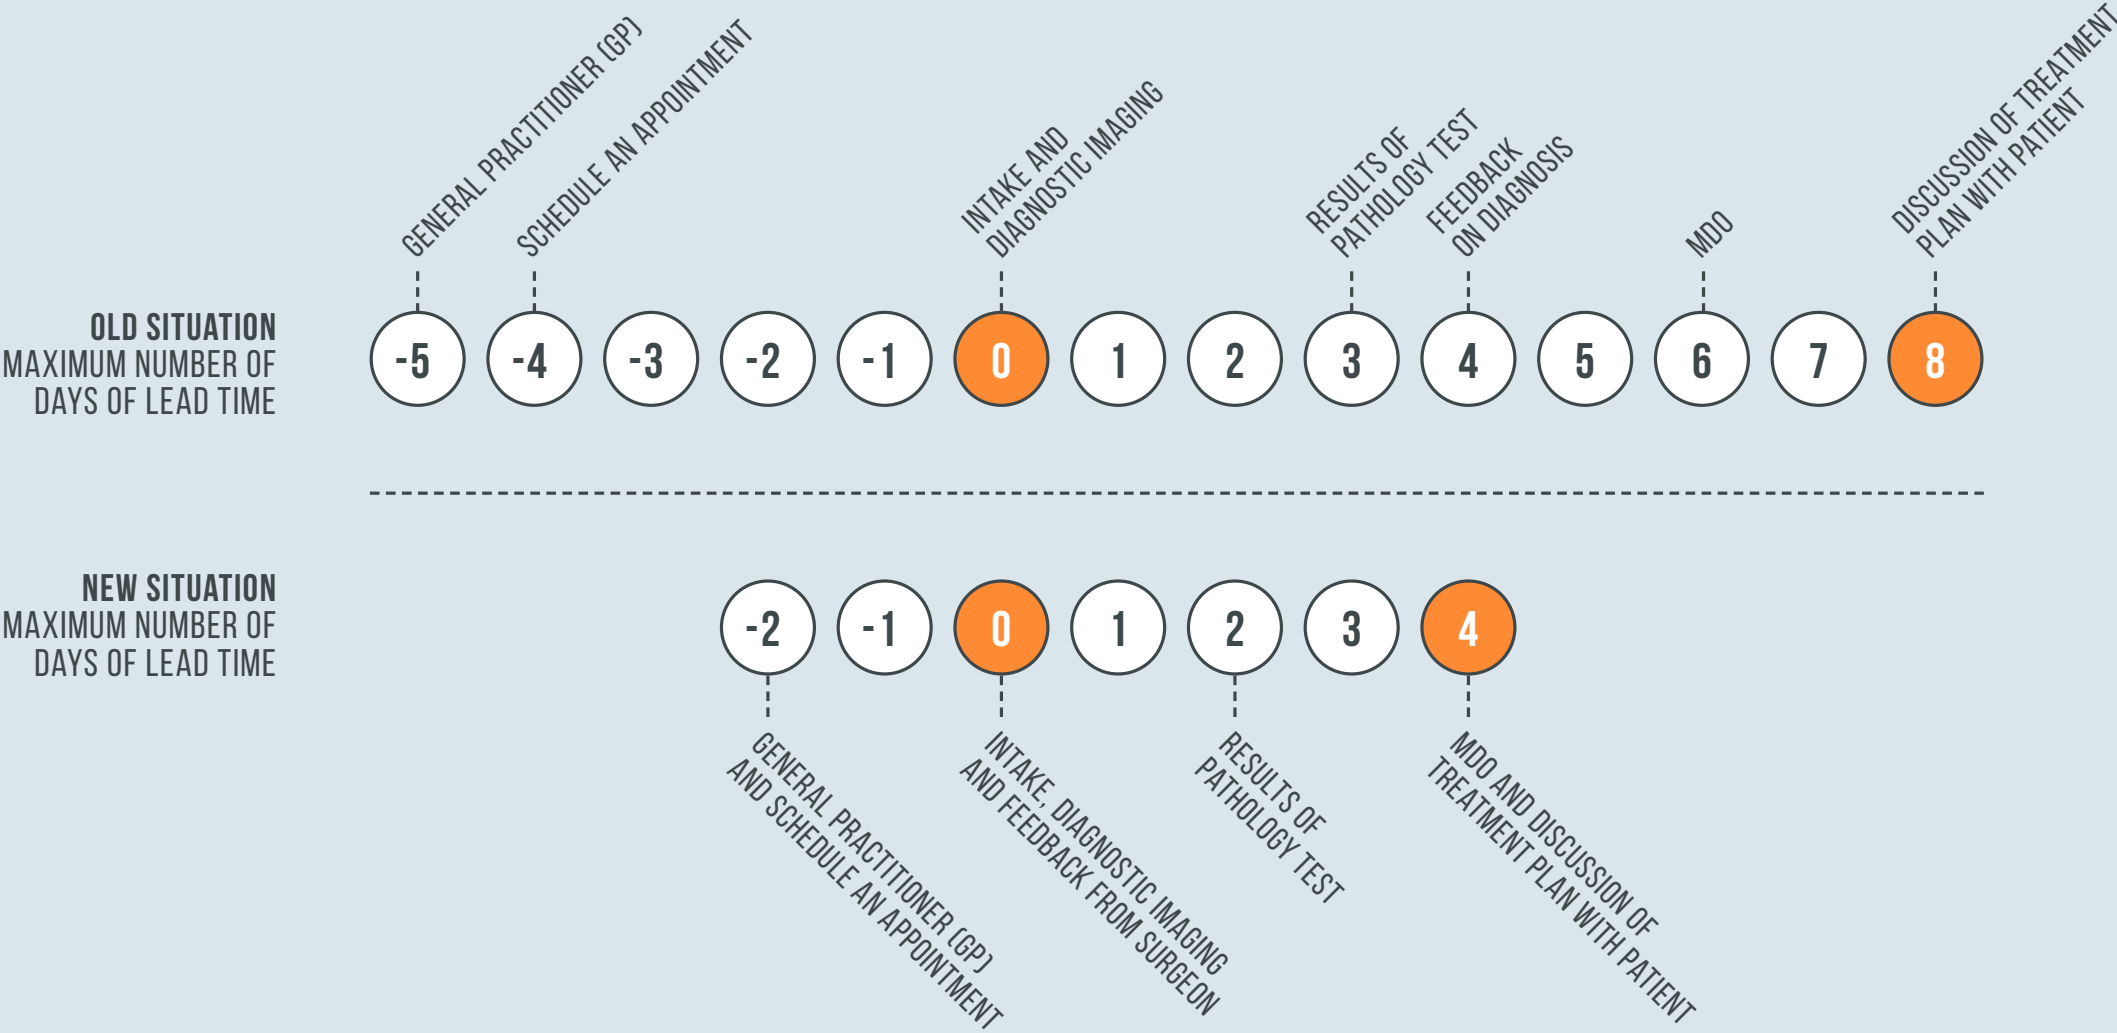 GENERAL PRACTITIONER (GP)
SCHEDULE AN APPOINTMENT
INTAKE AND
DIAGNOSTIC IMAGING
RESULTS OF
PATHOLOGY TEST
FEEDBACK
ON DIAGNOSIS
MDO
DISCUSSION OF TREATMENT
PLAN WITH PATIENT
OLD SITUATION
MAXIMUM NUMBER OF
DAYS OF LEAD TIME
-5 -4 -3 -2 -1 0 1 2 3 4 5 6 7 8
NEW SITUATION
MAXIMUM NUMBER OF
DAYS OF LEAD TIME
-2 -1 0 1 2 3 4
GENERAL PRACTITIONER (GP)
AND SCHEDULE AN APPOINTMENT
INTAKE, DIAGNOSTIC IMAGING
AND FEEDBACK FROM SURGEON
RESULTS OF
PATHOLOGY TEST
MDO AND DISCUSSION OF
TREATMENT PLAN WITH PATIENT